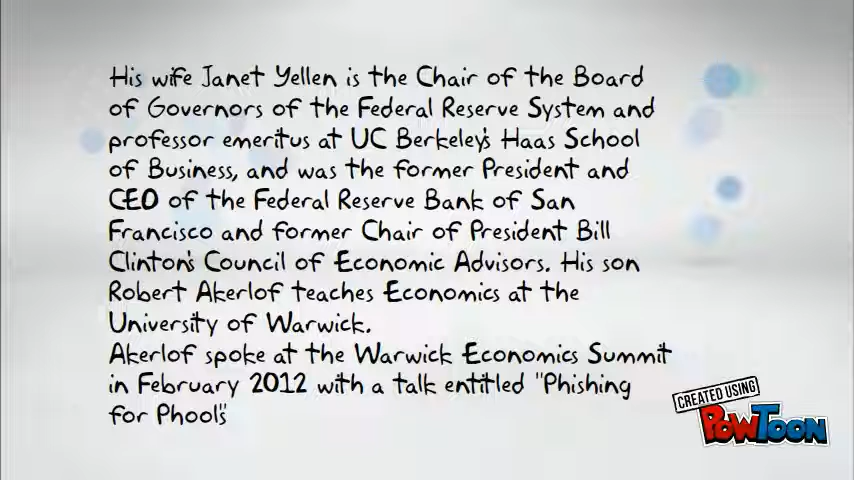 His wife Janet Yellen is the Chair of the Board
of Governors of the Federal Reserve System and
professor emeritus at UC Berkeley's Haas School
of Business, and was the former President and
CEO of the Federal Reserve Bank of San
Francisco and former Chair of President Bill
Clinton's Council of Economic Advisors. His son
Robert Akerlof teaches Economics at the
University of Warwick.
Akerlof spoke at the Warwick Economics Summit
in February 2012 with a talk entitled "Phishing
for Phools"
CREATED USING
POWTOON